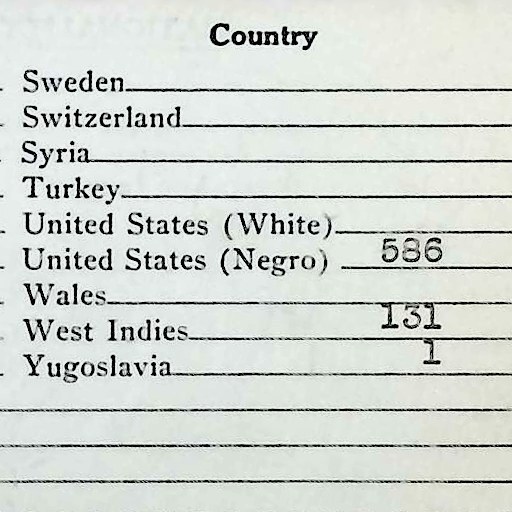 Country
Sweden
Switzerland
Syria
Turkey
United States (White)
United States (Negro) 586
Wales
West Indies 131
Yugoslavia 1